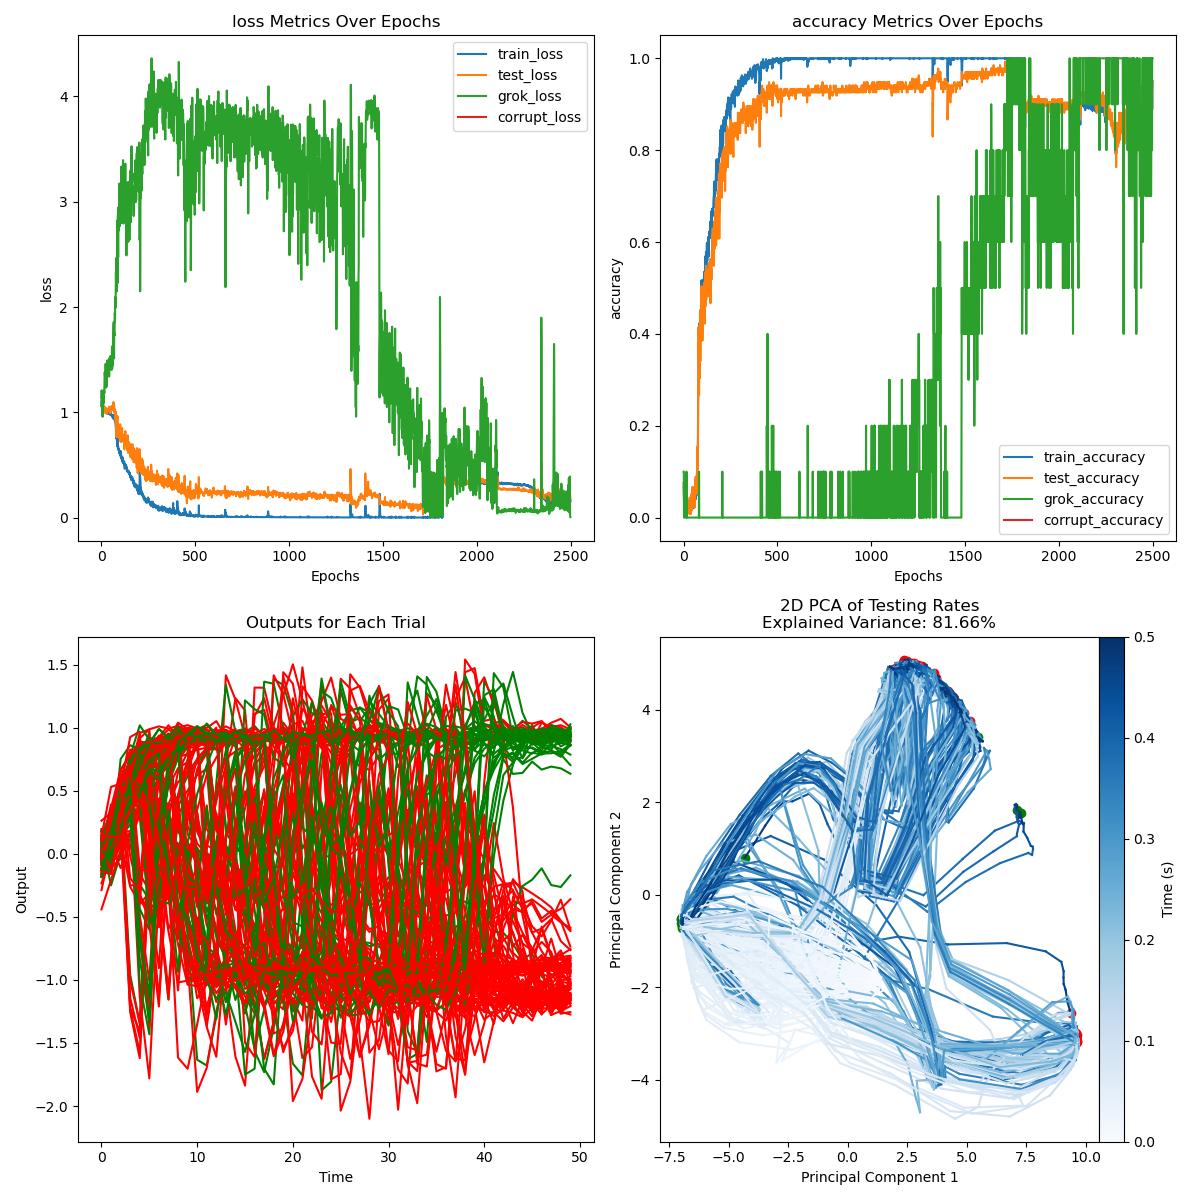 loss Metrics Over Epochs
4
3
2
1
0
loss
0
500
1000
1500
2000
2500
Epochs
train_loss
test_loss
grok_loss
corrupt_loss
accuracy Metrics Over Epochs
1.0
0.8
0.6
0.4
0.2
0.0
accuracy
0
500
1000
1500
2000
2500
Epochs
train_accuracy
test_accuracy
grok_accuracy
corrupt_accuracy
Outputs for Each Trial
1.5
1.0
0.5
0.0
−0.5
−1.0
−1.5
−2.0
Output
0
10
20
30
40
50
Time
2D PCA of Testing Rates
Explained Variance: 81.66%
4
2
0
−2
−4
Principal Component 2
−7.5
−5.0
−2.5
0.0
2.5
5.0
7.5
10.0
Principal Component 1
0.5
0.4
0.3
0.2
0.1
0.0
Time (s)